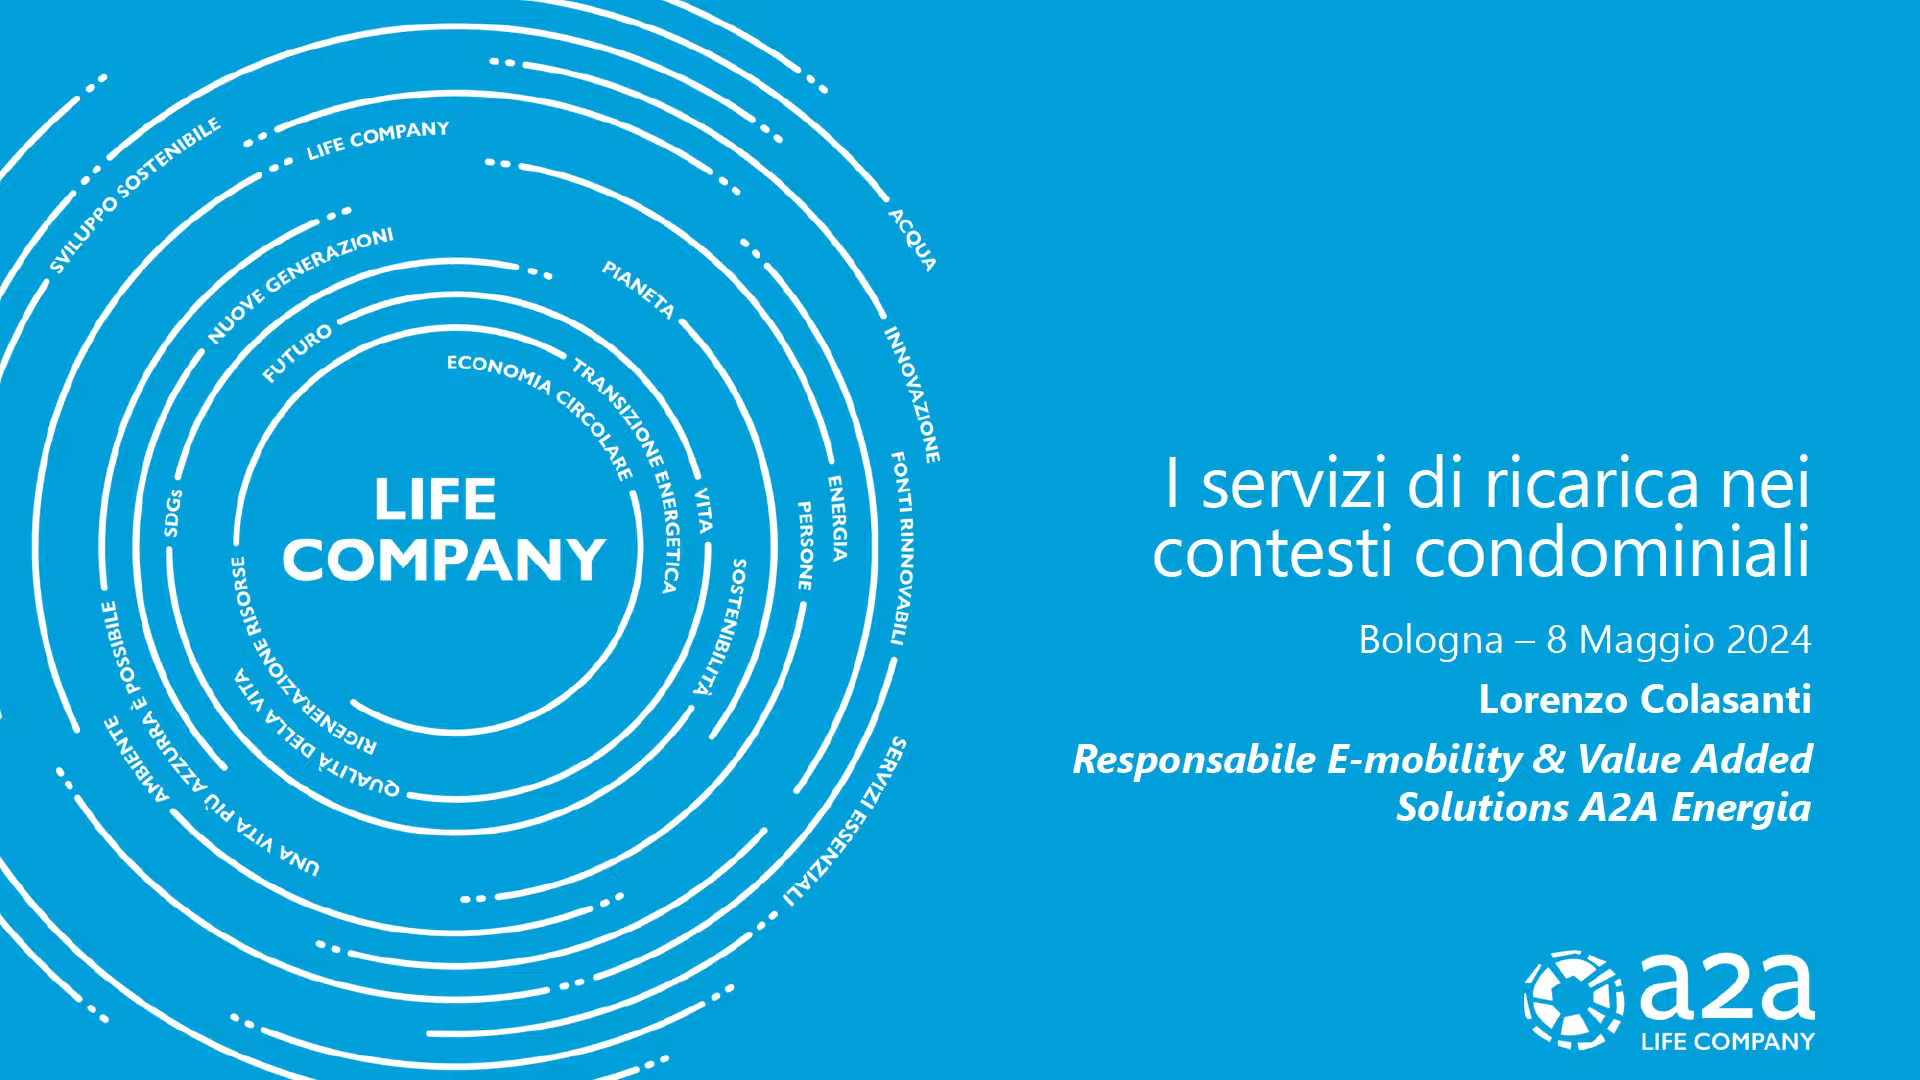 SVILUPPO SOSTENIBILE
LIFE COMPANY
ACQUA
NUOVE GENERAZIONI
PIANETA
INNOVAZIONE
FUTURO
ECONOMIA CIRCOLARE
TRANSIZIONE ENERGETICA
VITA
SDGs
PERSONE
ENERGIA
FONTI RINNOVABILI
LIFE
COMPANY
SOSTENIBILITÀ
RIGENERAZIONE RISORSE
QUALITÀ DELLA VITA
UNA VITA PIÙ AZZURRA È POSSIBILE
AMBIENTE
SERVIZI ESSENZIALI
I servizi di ricarica nei
contesti condominiali
Bologna – 8 Maggio 2024
Lorenzo Colasanti
Responsabile E-mobility & Value Added
Solutions A2A Energia
a2a
LIFE COMPANY